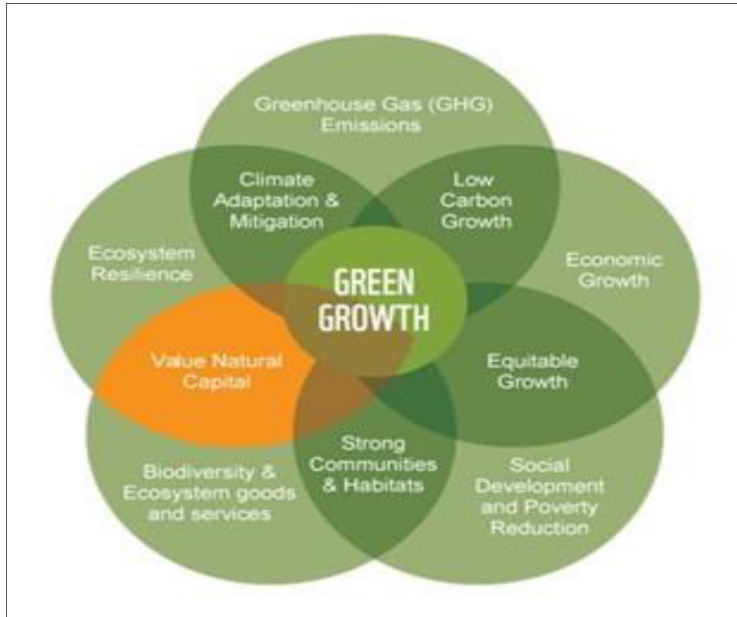 Greenhouse Gas (GHG)
Emissions
Climate
Adaptation &
Mitigation
Low
Carbon
Growth
Ecosystem
Resilience
GREEN
GROWTH
Economic
Growth
Value Natural
Capital
Equitable
Growth
Strong
Communities
& Habitats
Biodiversity &
Ecosystem goods
and services
Social
Development
and Poverty
Reduction